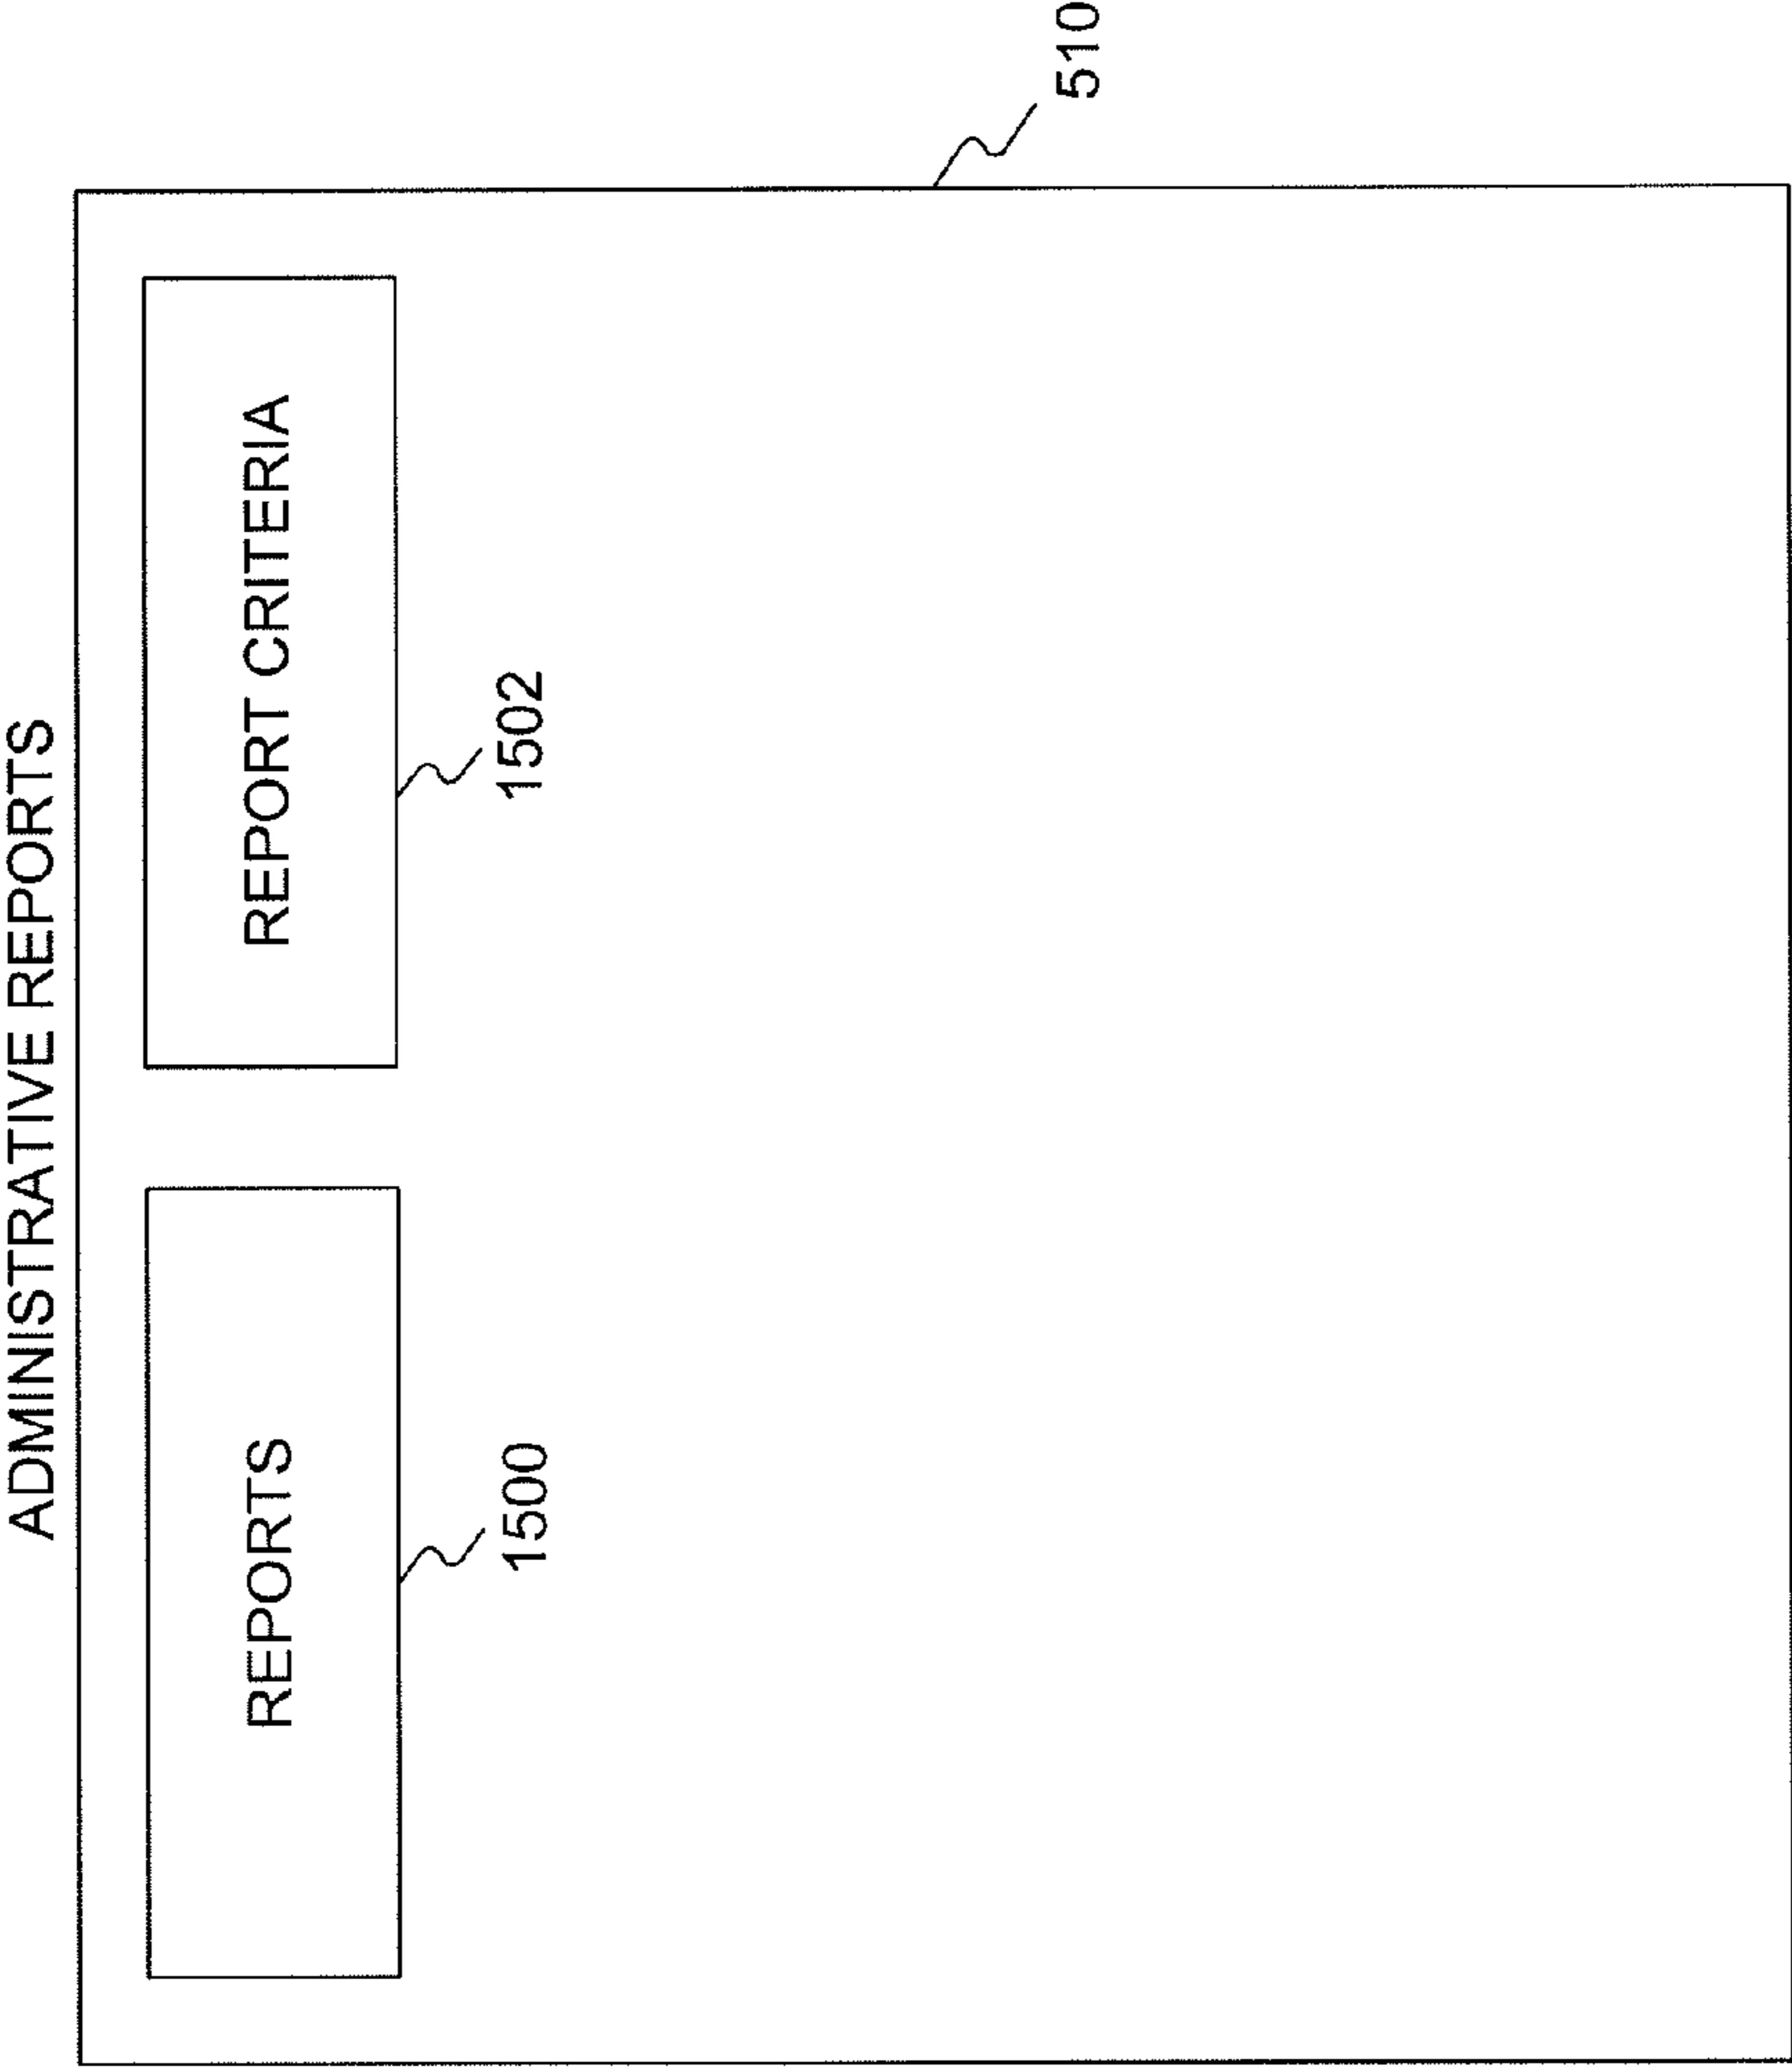 ADMINISTRATIVE REPORTS
REPORTS
REPORT CRITERIA
1500
1502
510